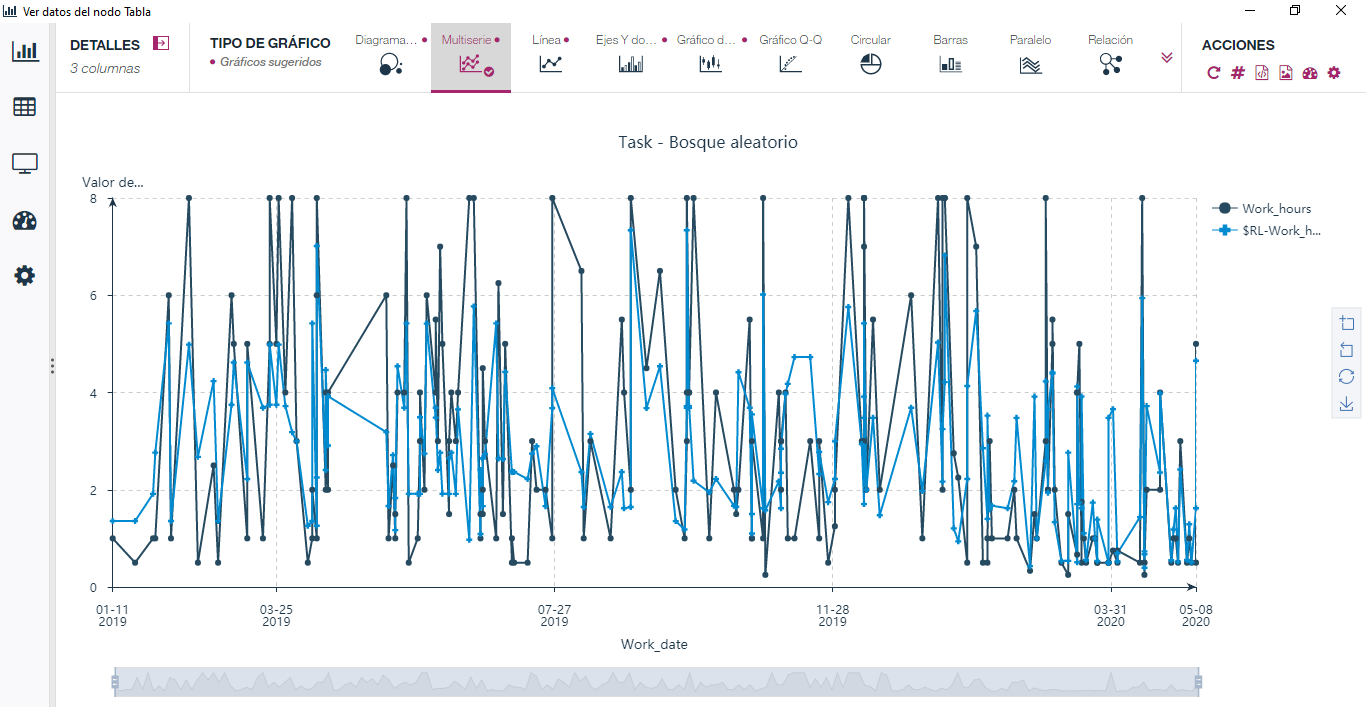 Ver datos del nodo Tabla
DETALLES
3 columnas
TIPO DE GRÁFICO
Gráficos sugeridos
Diagrama...
Multiserie
Línea
Ejes Y do...
Gráfico d...
Gráfico Q-Q
Circular
Barras
Paralelo
Relación
ACCIONES
Task - Bosque aleatorio
Valor de...
8
6
4
2
0
Work_hours
$RL-Work_h...
01-11
2019
03-25
2019
07-27
2019
11-28
2019
03-31
2020
05-08
2020
Work_date